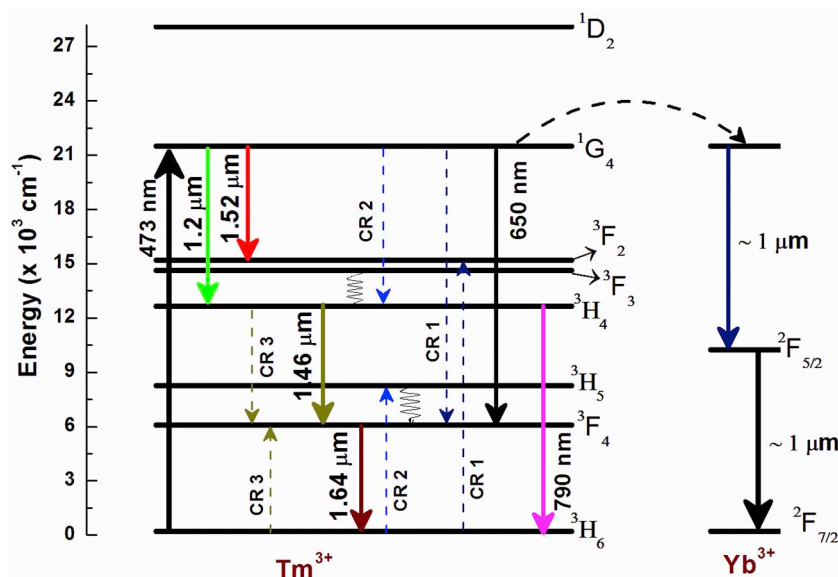 Energy (x 10³ cm⁻¹)
27
24
21
18
15
12
9
6
3
0
¹D₂
¹G₄
³F₂
³F₃
³H₄
³H₅
³F₄
³H₆
473 nm
1.2 μm
1.52 μm
CR 2
650 nm
CR 3
1.46 μm
CR 1
CR 3
1.64 μm
CR 2
CR 1
790 nm
Tm³⁺
~ 1 μm
²F₅/₂
~ 1 μm
²F₇/₂
Yb³⁺